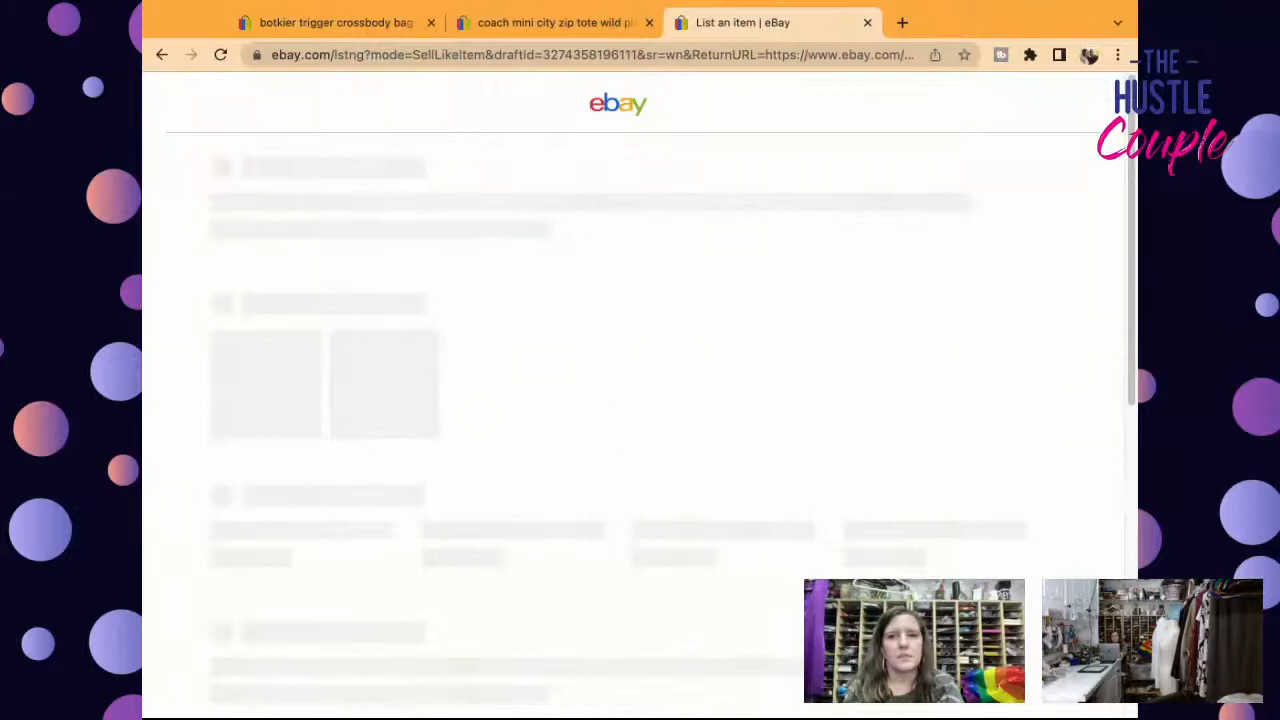 botkier trigger crossbody bag
coach mini city zip tote wild pl
List an item | eBay
ebay.com/lstng?mode=SellLikeItem&draftId=3274358196111&sr=wn&ReturnURL=https://www.ebay.com/...
ebay
-THE-
HUSTLE
Couple